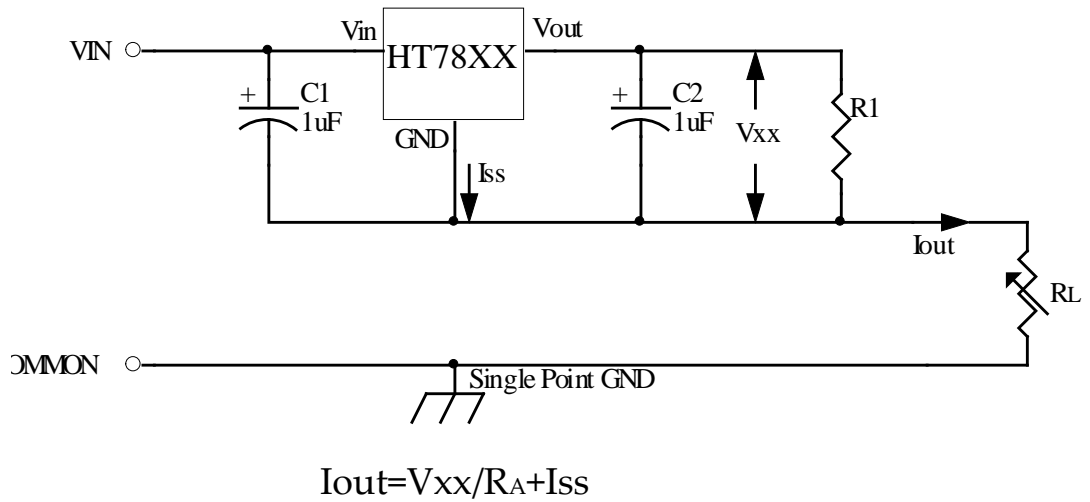 Vin
Vout
VIN
HT78XX
+
C1
1uF
+
C2
1uF
R1
Vxx
GND
Iss
Iout
RL
OMMON
Single Point GND
Iout=Vxx/RA+Iss